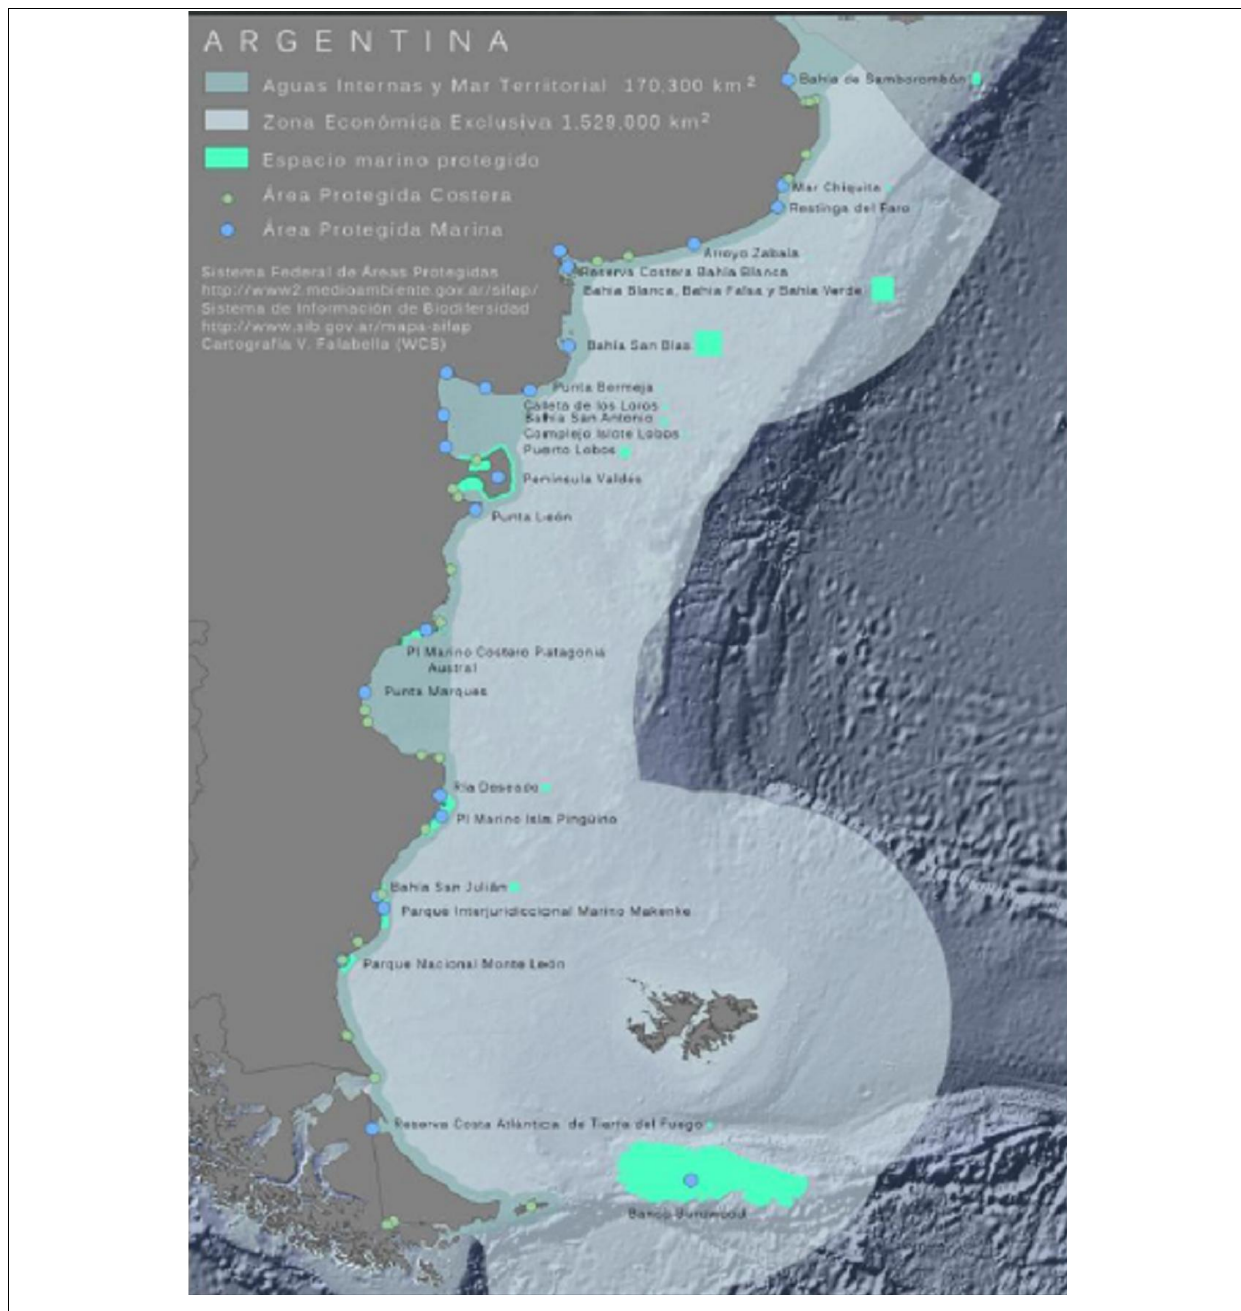 ARGENTINA
Aguas Internas y Mar Territorial 170,300 km²
Zona Económica Exclusiva 1.529,000 km²
Espacio marino protegido
Área Protegida Costera
Área Protegida Marina
Sistema Federal de Áreas Protegidas
http://www2.medioambiente.gov.ar/sifap/
Sistema de Información de Biodifersidad
http://www.sib.gov.ar/mapa-sifap
Cartografía V. Falabella (WCS)
Bahía de Samborombón
Mar Chiquita
Restinga del Faro
Arroyo Zabala
Reserva Costera Bahía Blanca
Bahía Blanca, Bahía Falsa y Bahía Verde
Bahía San Blas
Punta Bermeja
Caleta de los Loros
Bahía San Antonio
Complejo Islote Lobos
Puerto Lobos
Península Valdés
Punta León
PI Marino Costero Patagonia
Austral
Punta Marques
Ría Deseado
PI Marino Isla Pingüino
Bahía San Julián
Parque Interjuridiccional Marino Makenke
Parque Nacional Monte León
Reserva Costa Atlántica de Tierra del Fuego
Banco Burdwood